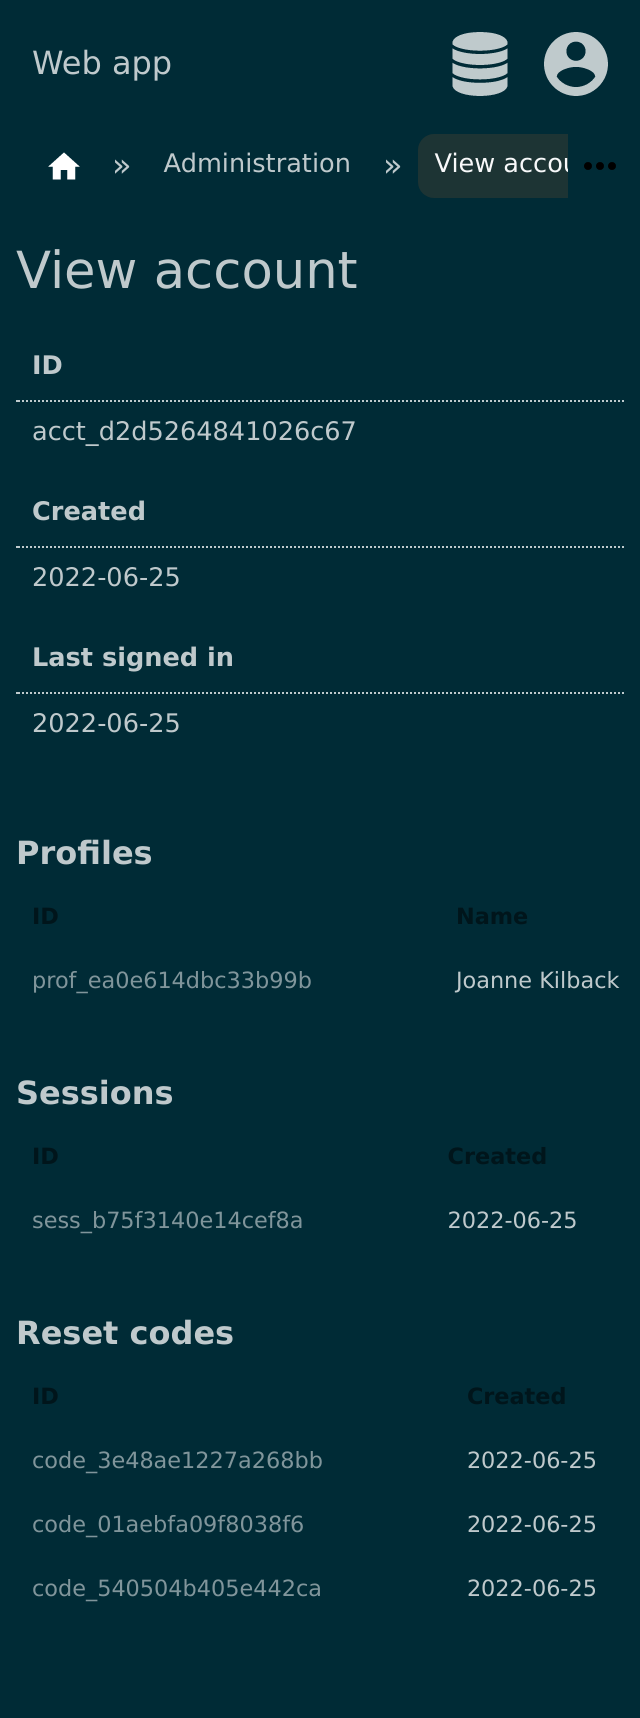 Web app
» Administration » View accou
View account
ID
acct_d2d5264841026c67
Created
2022-06-25
Last signed in
2022-06-25
Profiles
ID Name
prof_ea0e614dbc33b99b Joanne Kilback
Sessions
ID Created
sess_b75f3140e14cef8a 2022-06-25
Reset codes
ID Created
code_3e48ae1227a268bb 2022-06-25
code_01aebfa09f8038f6 2022-06-25
code_540504b405e442ca 2022-06-25